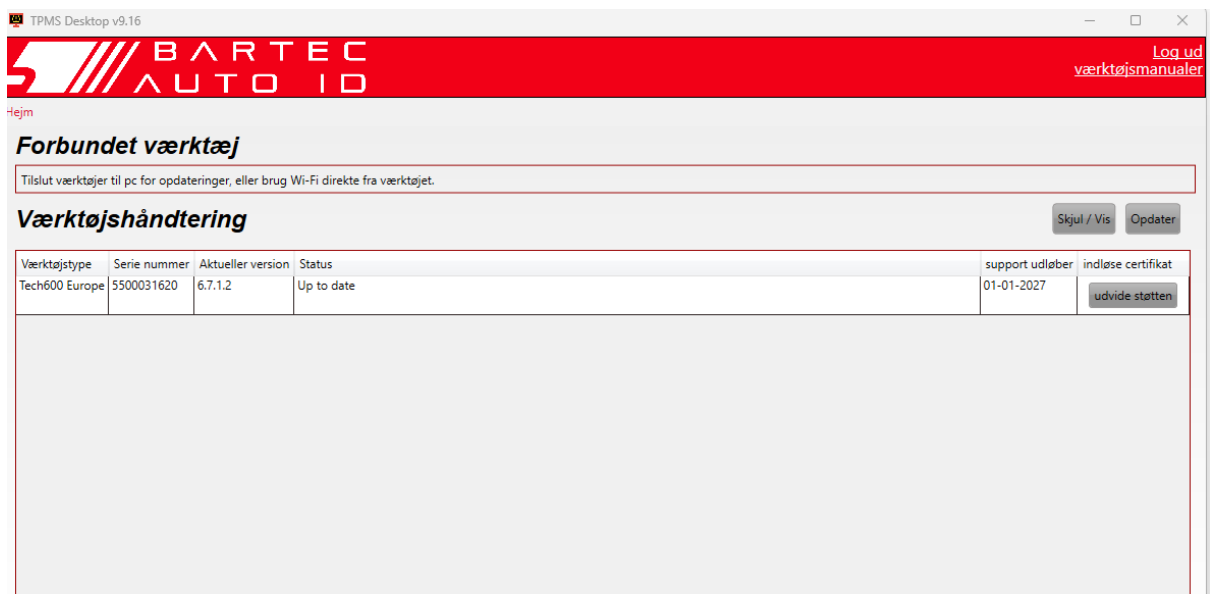 TPMS Desktop v9.16
BARTEC
AUTO ID
Log ud
værktøjsmanualer
Hejm
Forbundet værktæj
Tilslut værktøjer til pc for opdateringer, eller brug Wi-Fi direkte fra værktøjet.
Værktøjshåndtering
Skjul / Vis Opdater
Værktøjstype Serie nummer Aktueller version Status support udløber indløse certifikat
Tech600 Europe 5500031620 6.7.1.2 Up to date 01-01-2027 udvide støtten